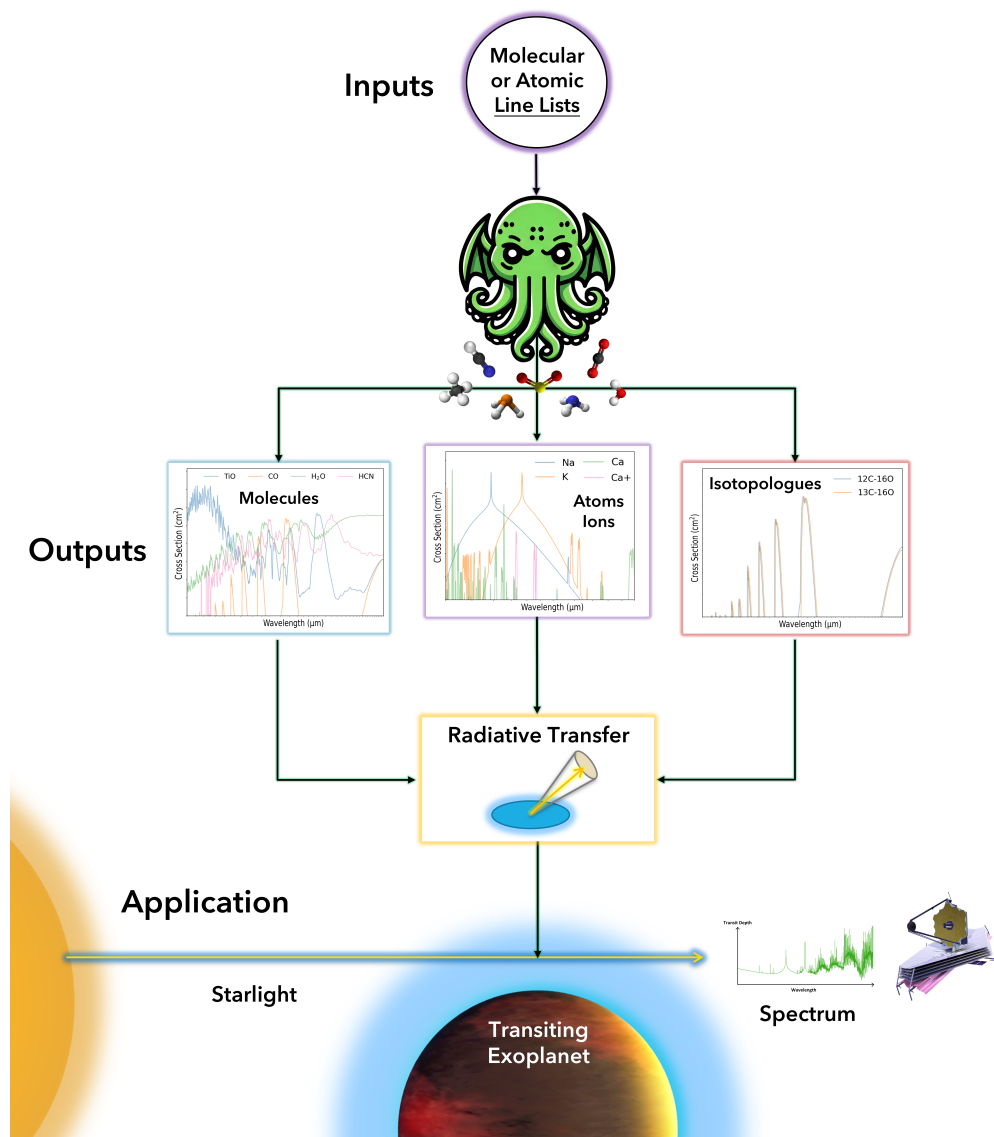 Inputs
Molecular
or Atomic
Line Lists
Outputs
TiO
CO
H₂O
HCN
Molecules
Cross Section (cm²)
Wavelength (μm)
Na
Ca
K
Ca+
Atoms
Ions
Cross Section (cm²)
Wavelength (μm)
Isotopologues
12C-16O
13C-16O
Cross Section (cm²)
Wavelength (μm)
Radiative Transfer
Application
Starlight
Transiting
Exoplanet
Transit Depth
Wavelength
Spectrum